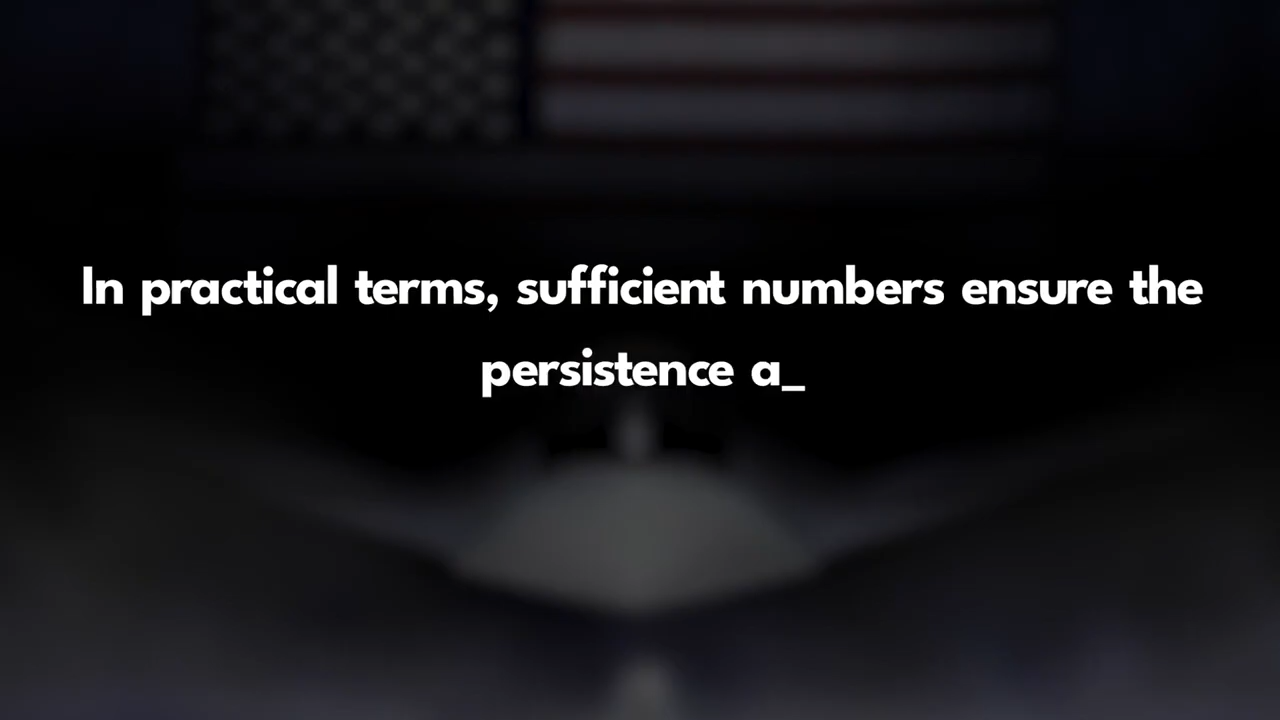 In practical terms, sufficient numbers ensure the
persistence a_